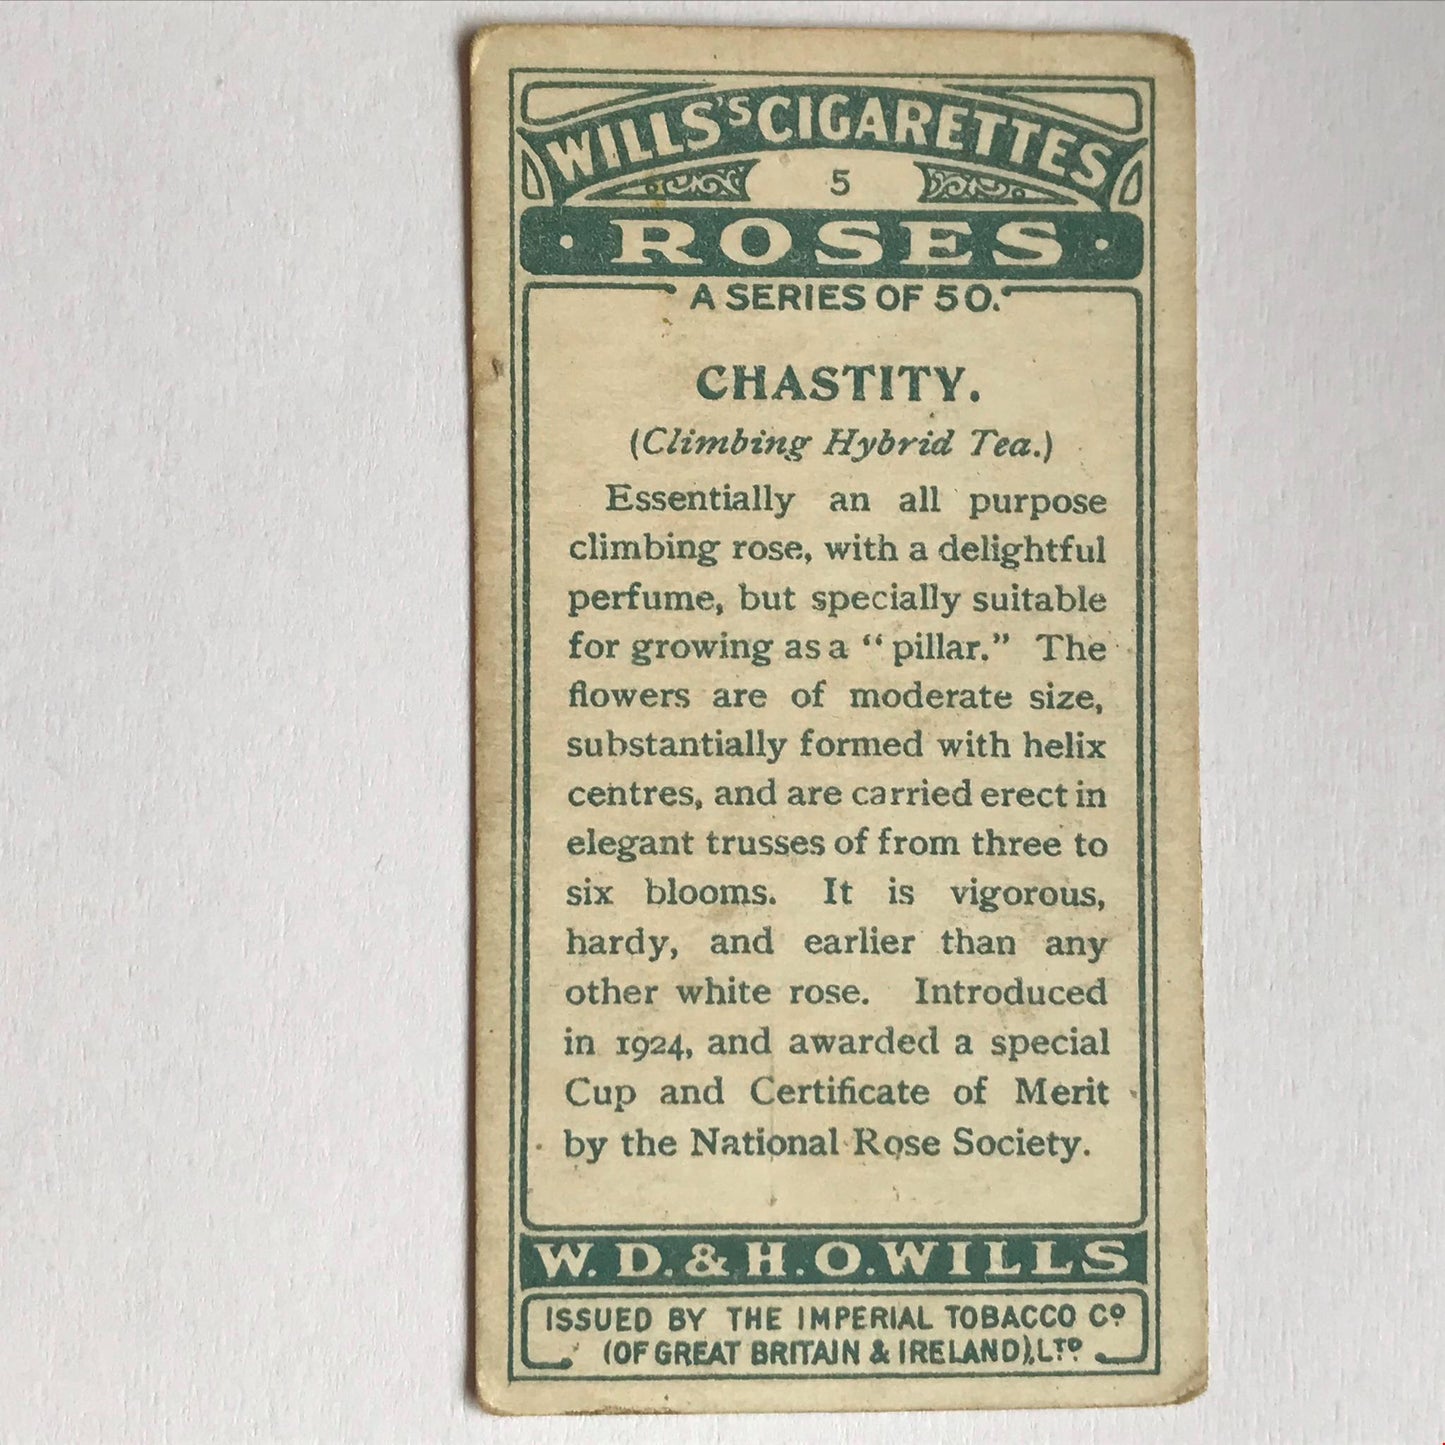 WILLS'S CIGARETTES
5
· ROSES ·
A SERIES OF 50.
CHASTITY.
(Climbing Hybrid Tea.)
Essentially an all purpose
climbing rose, with a delightful
perfume, but specially suitable
for growing as a “pillar.” The
flowers are of moderate size,
substantially formed with helix
centres, and are carried erect in
elegant trusses of from three to
six blooms. It is vigorous,
hardy, and earlier than any
other white rose. Introduced
in 1924, and awarded a special
Cup and Certificate of Merit
by the National Rose Society.
W. D. & H. O. WILLS
ISSUED BY THE IMPERIAL TOBACCO Cº
(OF GREAT BRITAIN & IRELAND), LTD